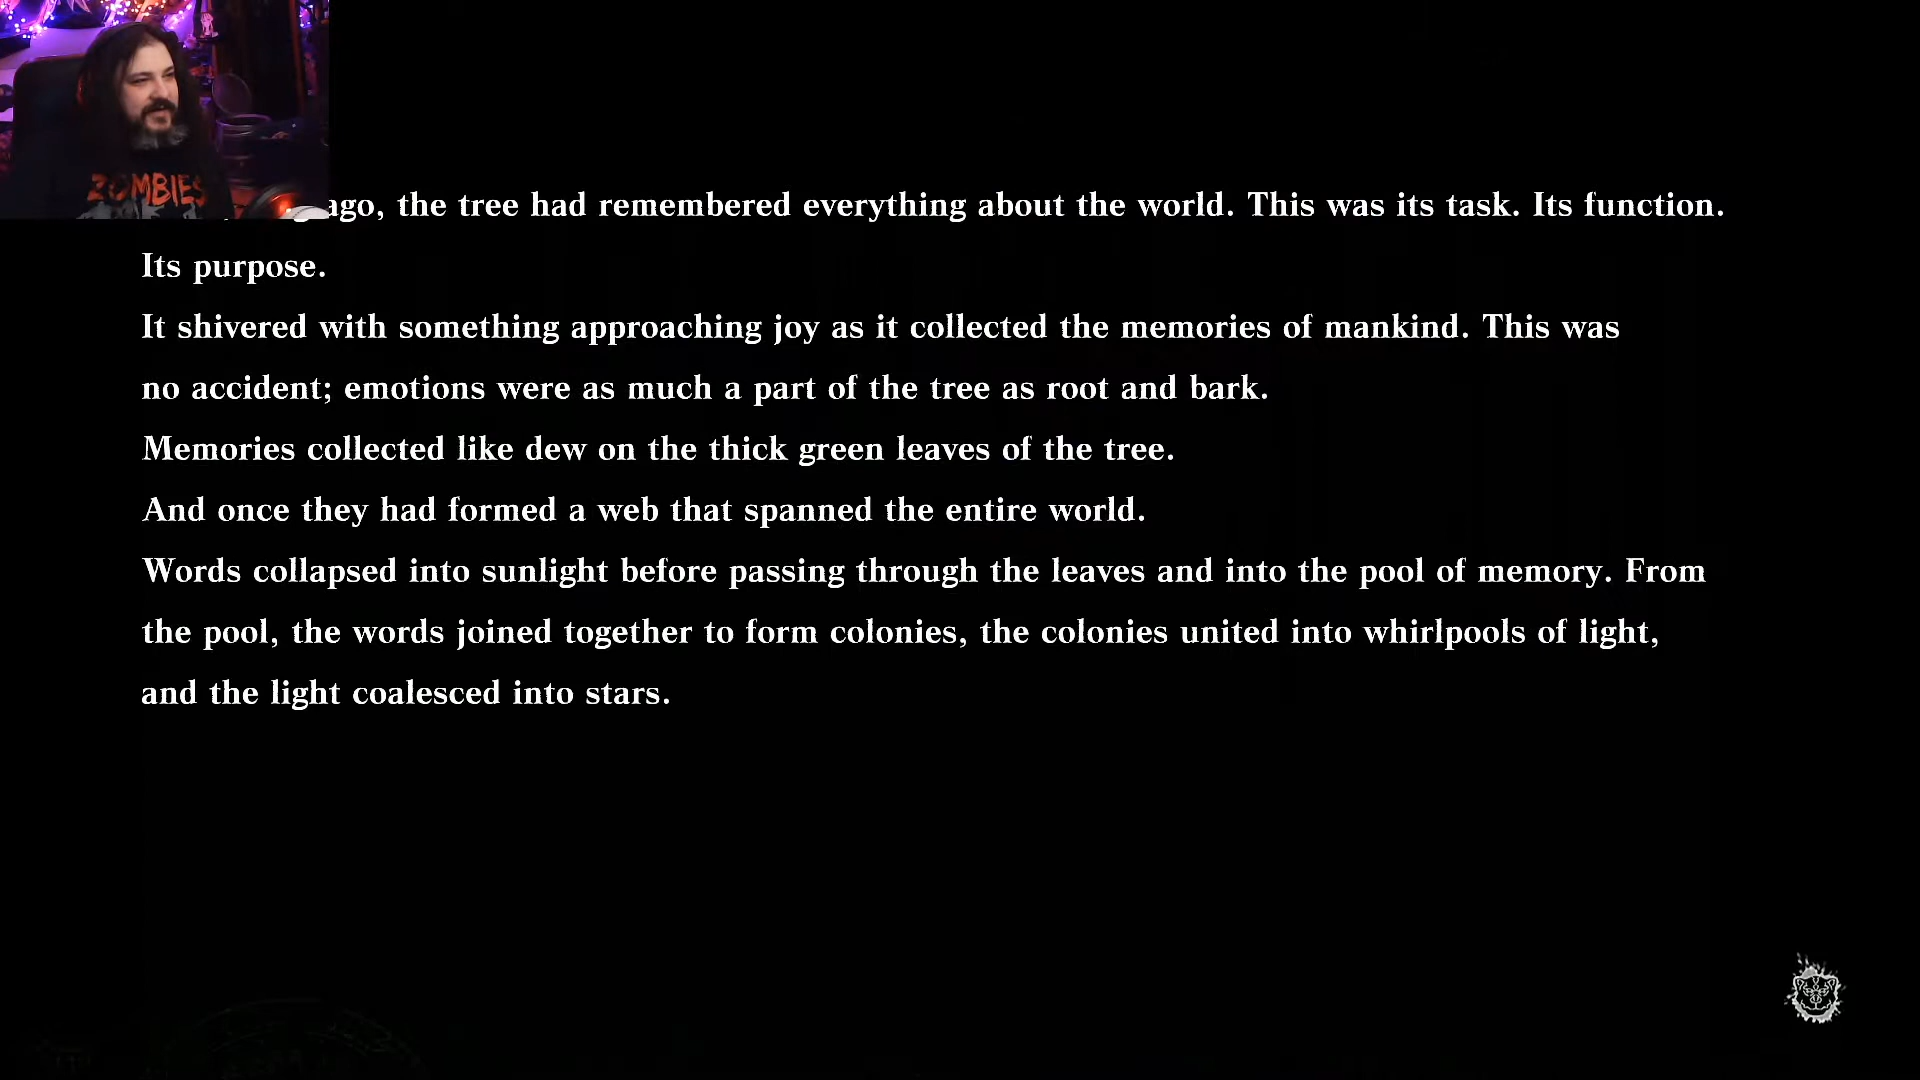 ZOMBIES
ago, the tree had remembered everything about the world. This was its task. Its function.
Its purpose.
It shivered with something approaching joy as it collected the memories of mankind. This was
no accident; emotions were as much a part of the tree as root and bark.
Memories collected like dew on the thick green leaves of the tree.
And once they had formed a web that spanned the entire world.
Words collapsed into sunlight before passing through the leaves and into the pool of memory. From
the pool, the words joined together to form colonies, the colonies united into whirlpools of light,
and the light coalesced into stars.